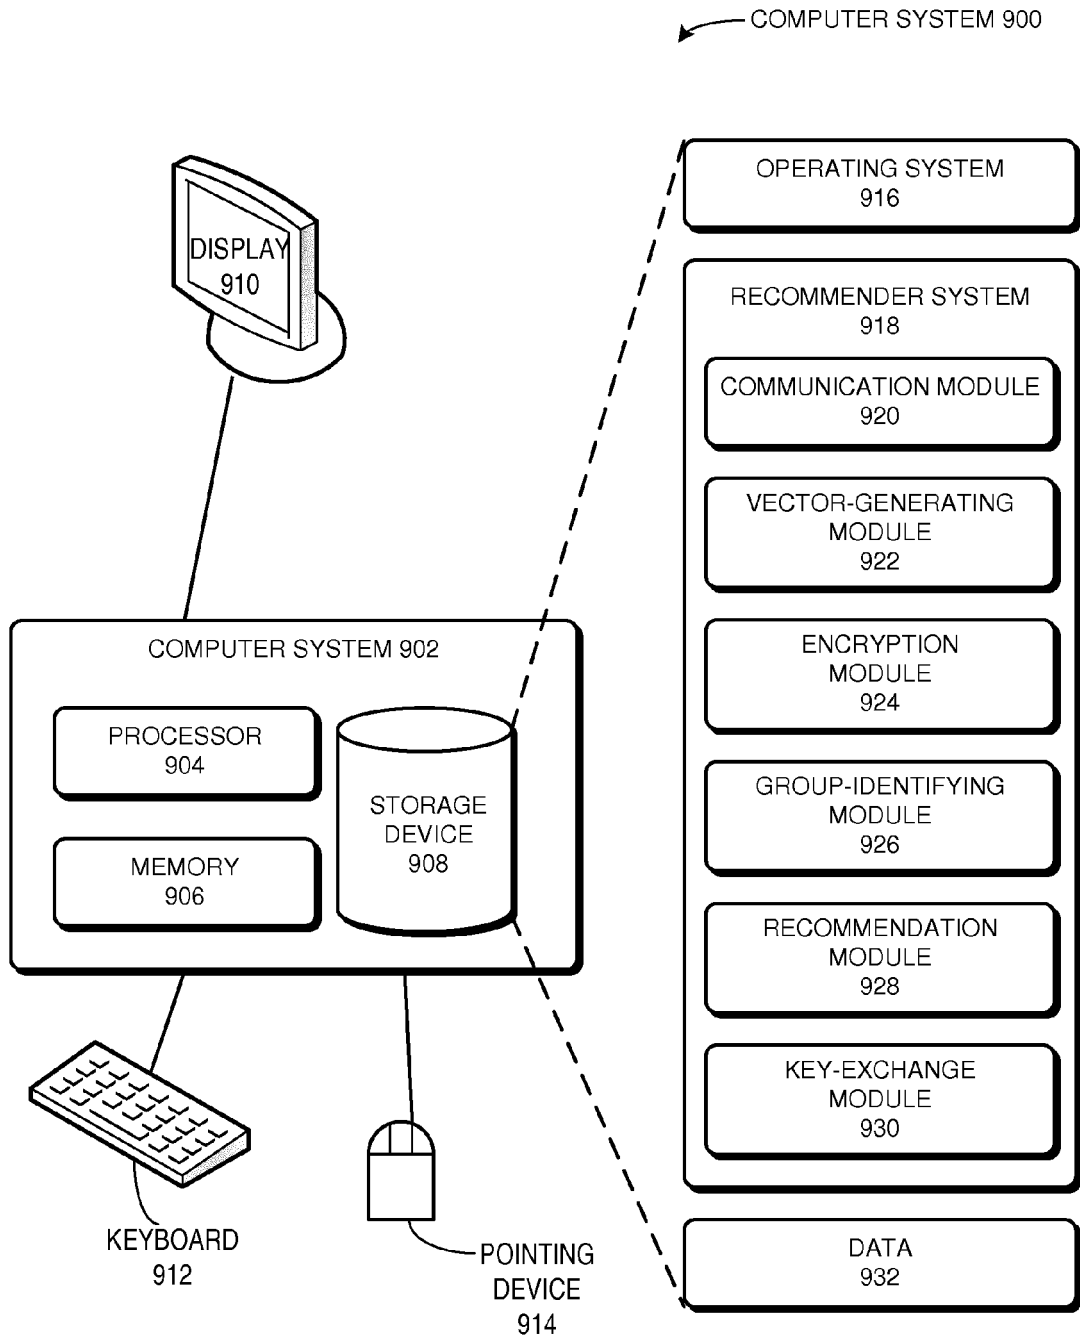 COMPUTER SYSTEM 900
DISPLAY
910
COMPUTER SYSTEM 902
PROCESSOR
904
MEMORY
906
STORAGE
DEVICE
908
KEYBOARD
912
POINTING
DEVICE
914
OPERATING SYSTEM
916
RECOMMENDER SYSTEM
918
COMMUNICATION MODULE
920
VECTOR-GENERATING
MODULE
922
ENCRYPTION
MODULE
924
GROUP-IDENTIFYING
MODULE
926
RECOMMENDATION
MODULE
928
KEY-EXCHANGE
MODULE
930
DATA
932